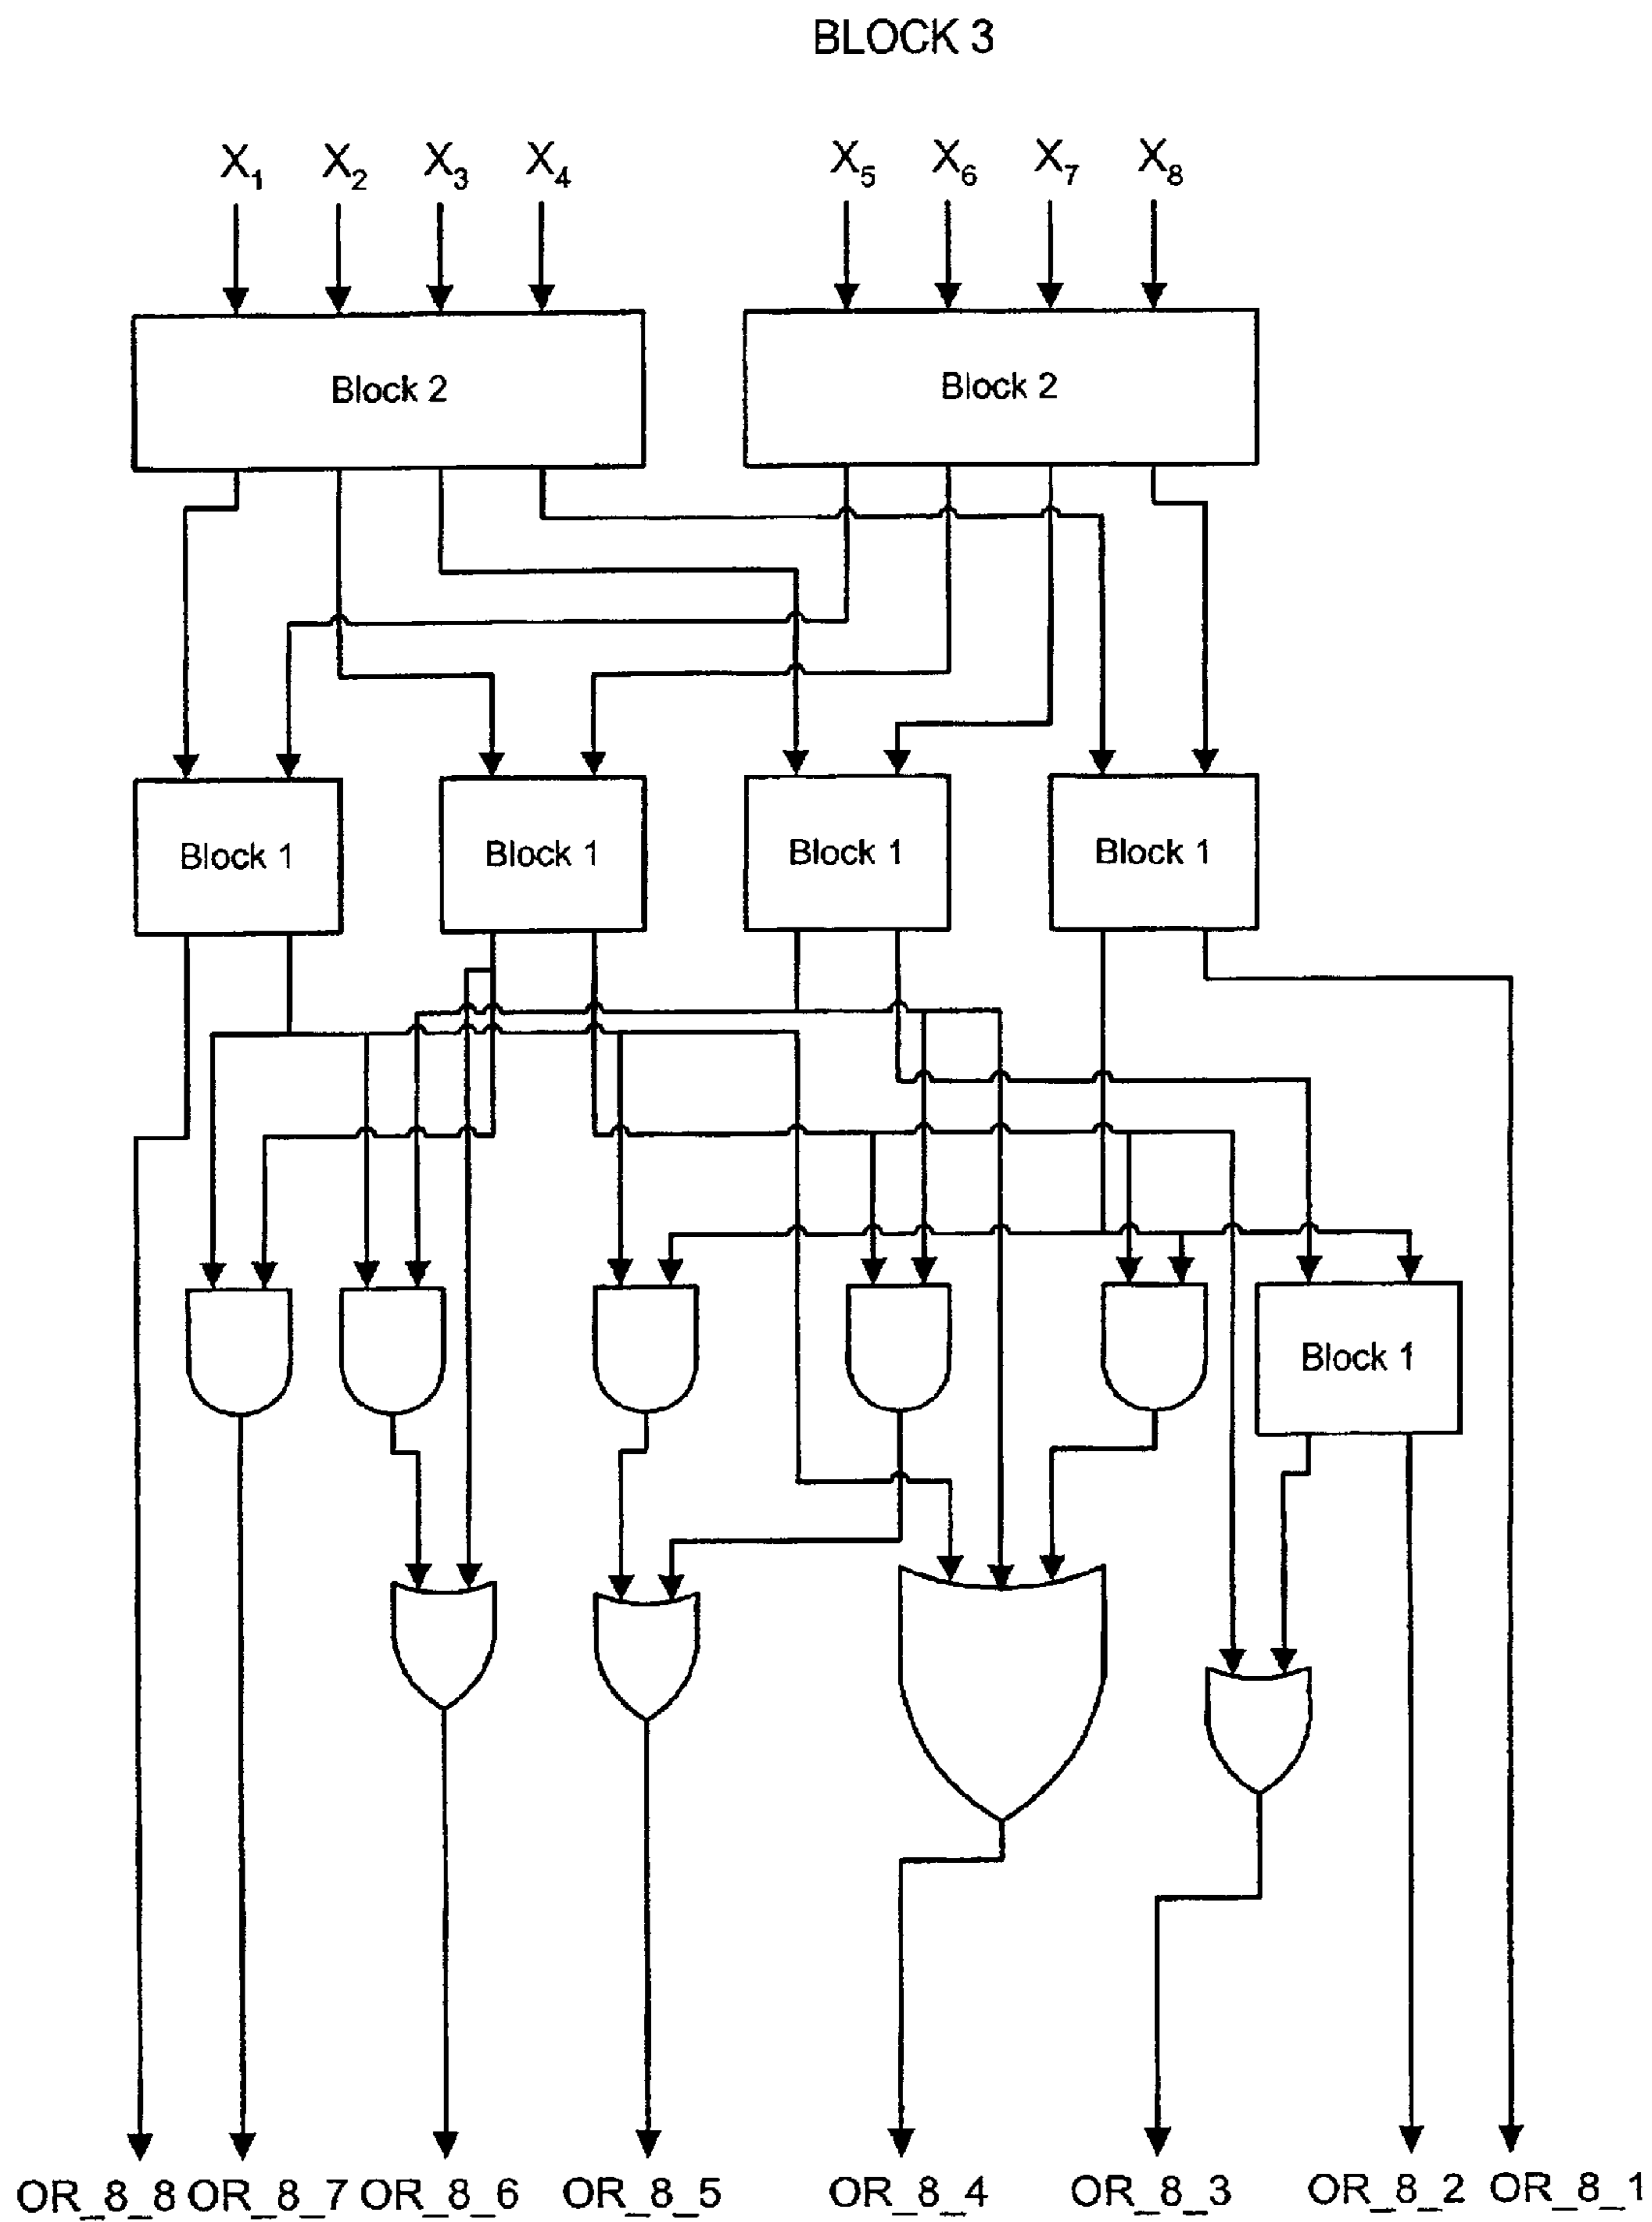 BLOCK 3
X1 X2 X3 X4 X5 X6 X7 X8
Block 2 Block 2
Block 1 Block 1 Block 1 Block 1
Block 1
OR_8_8 OR_8_7 OR_8_6 OR_8_5 OR_8_4 OR_8_3 OR_8_2 OR_8_1